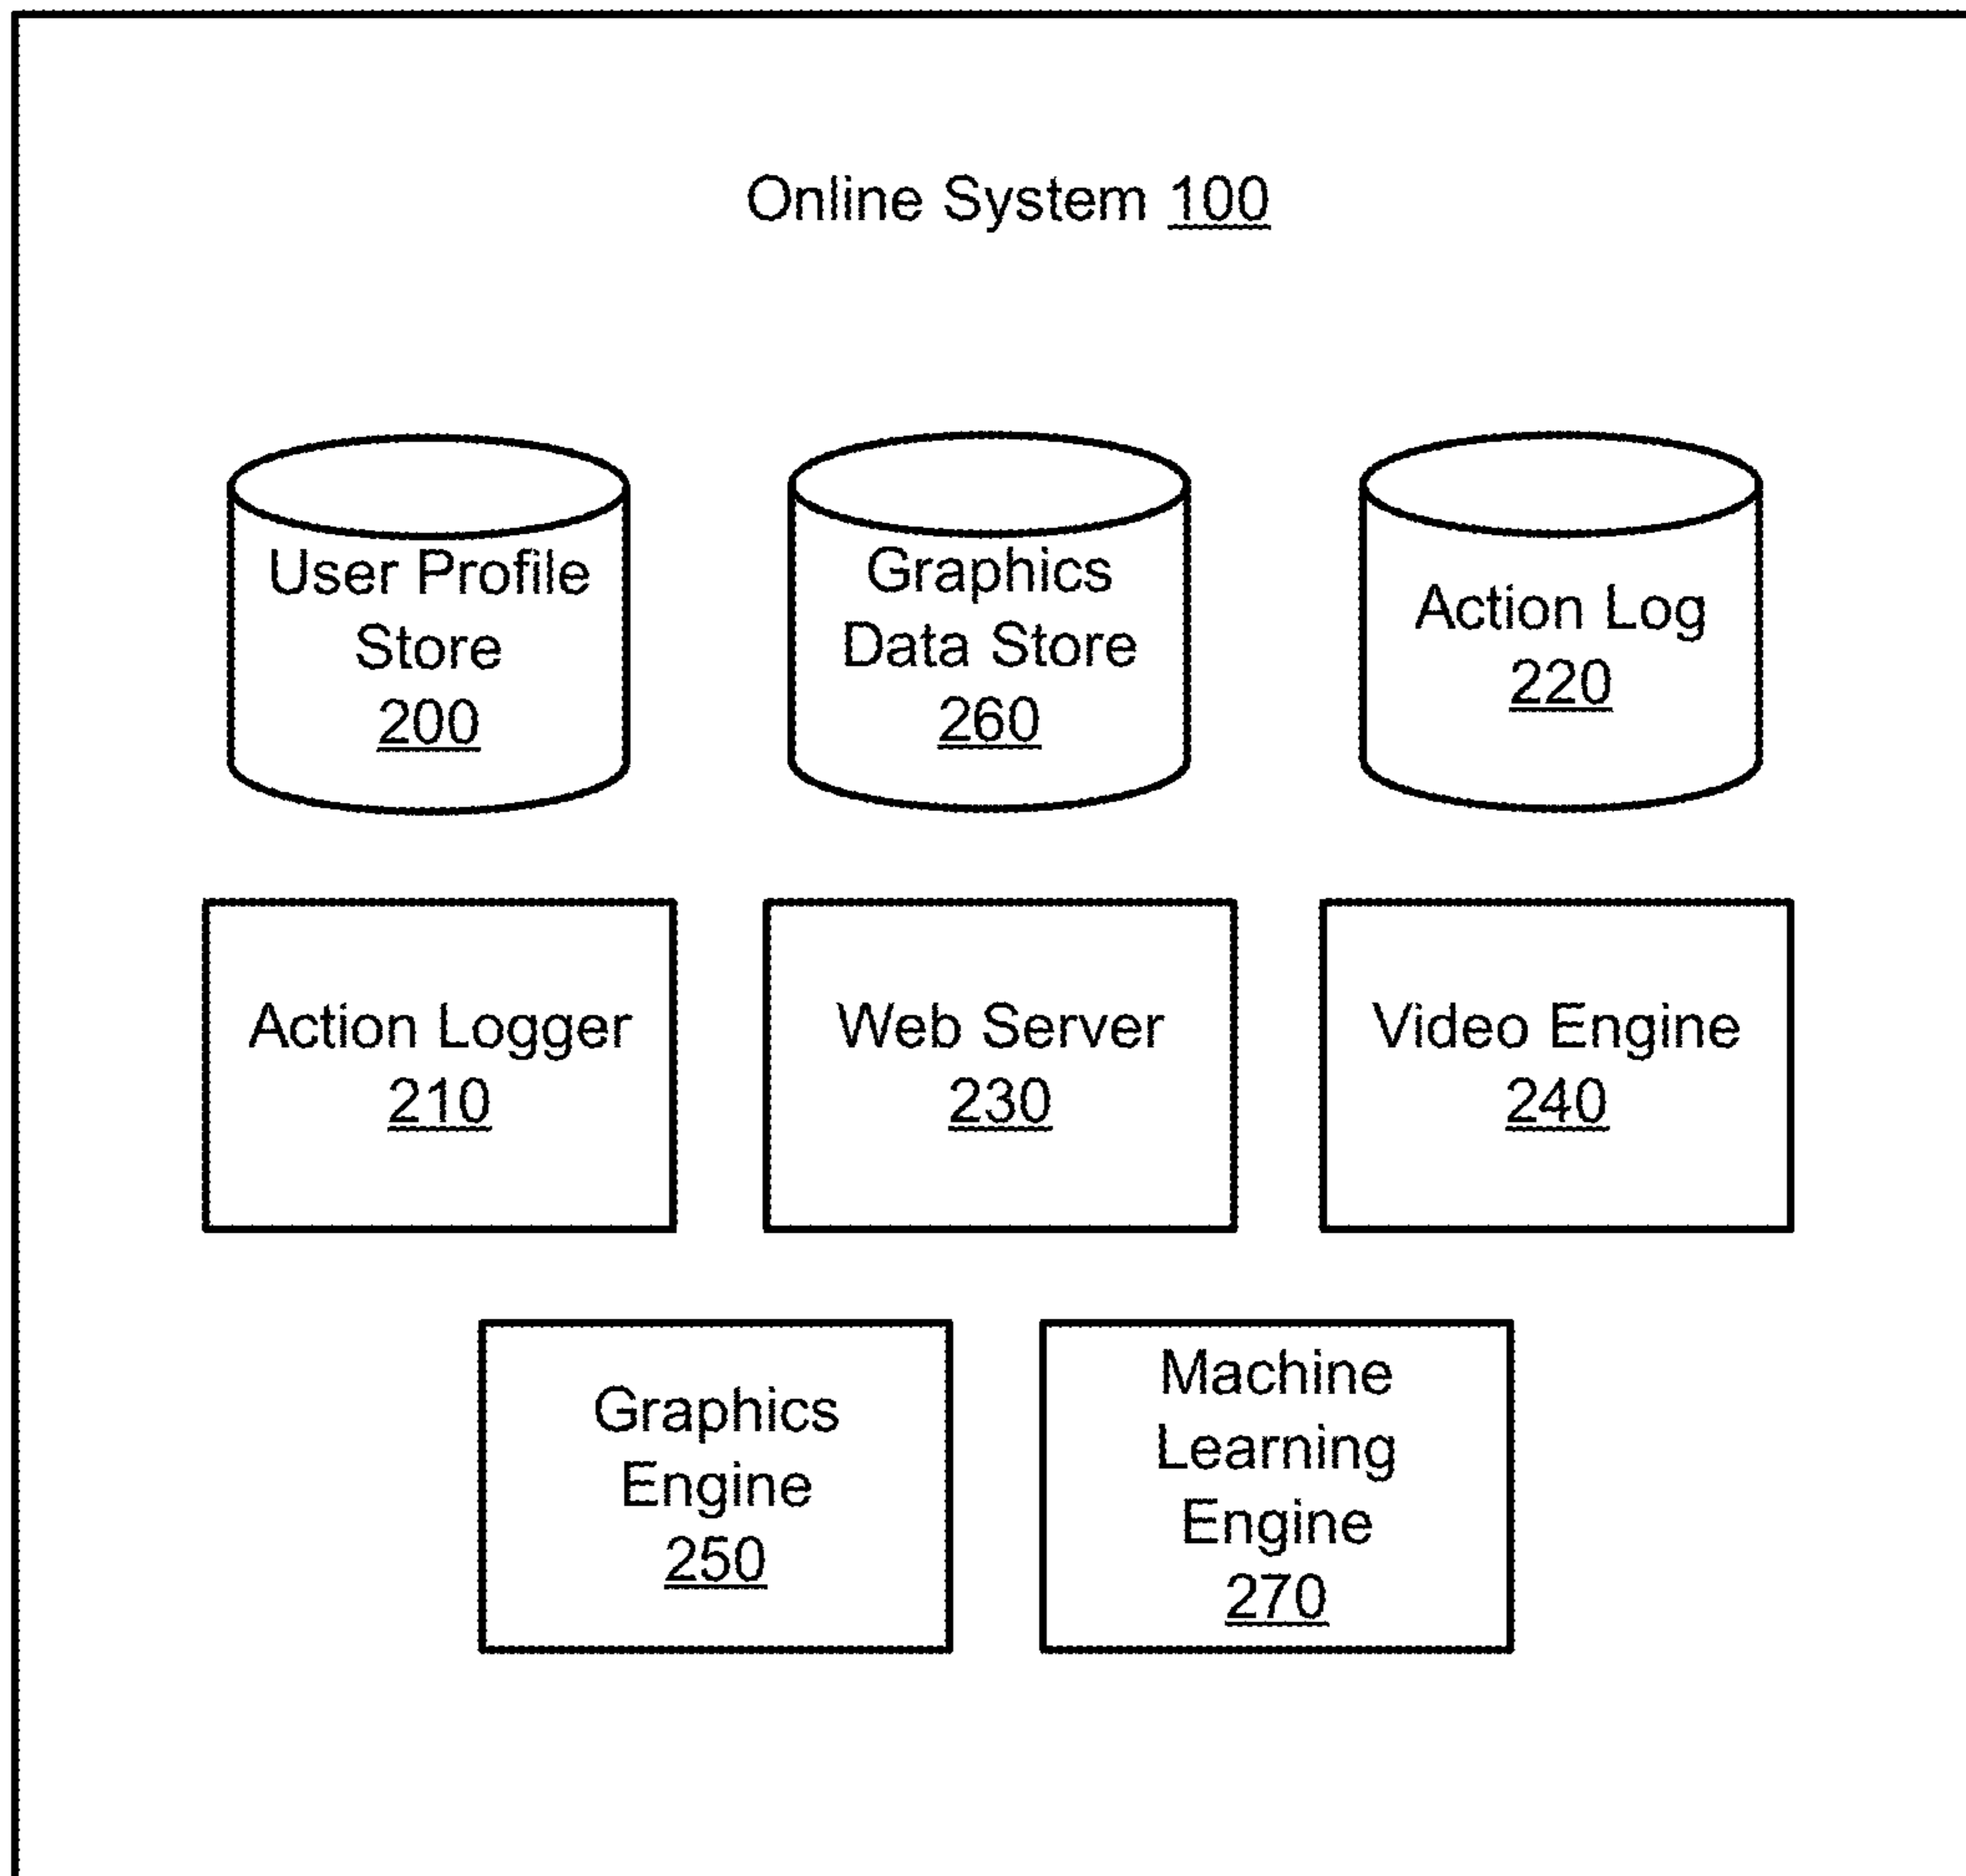 Online System 100
User Profile
Store
200
Graphics
Data Store
260
Action Log
220
Action Logger
210
Web Server
230
Video Engine
240
Graphics
Engine
250
Machine
Learning
Engine
270